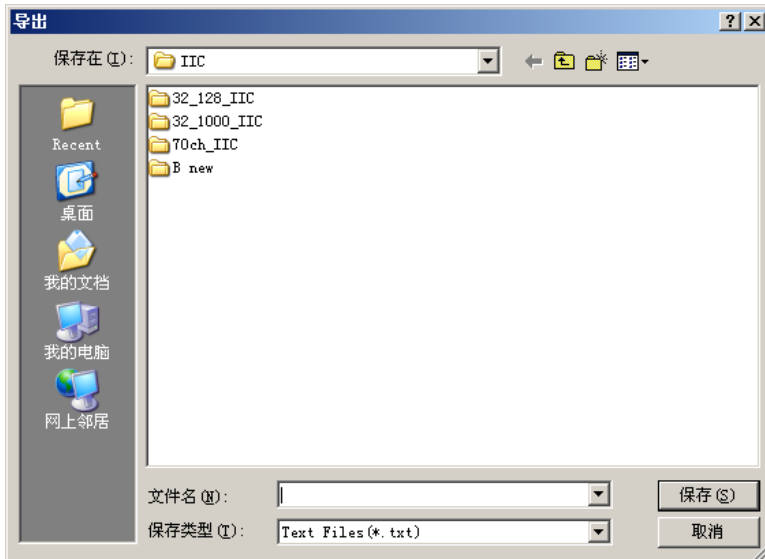 导出
保存在(I):
IIC
32_128_IIC
32_1000_IIC
70ch_IIC
B new
Recent
桌面
我的文档
我的电脑
网上邻居
文件名(N):
保存(S)
保存类型(T):
Text Files(*.txt)
取消